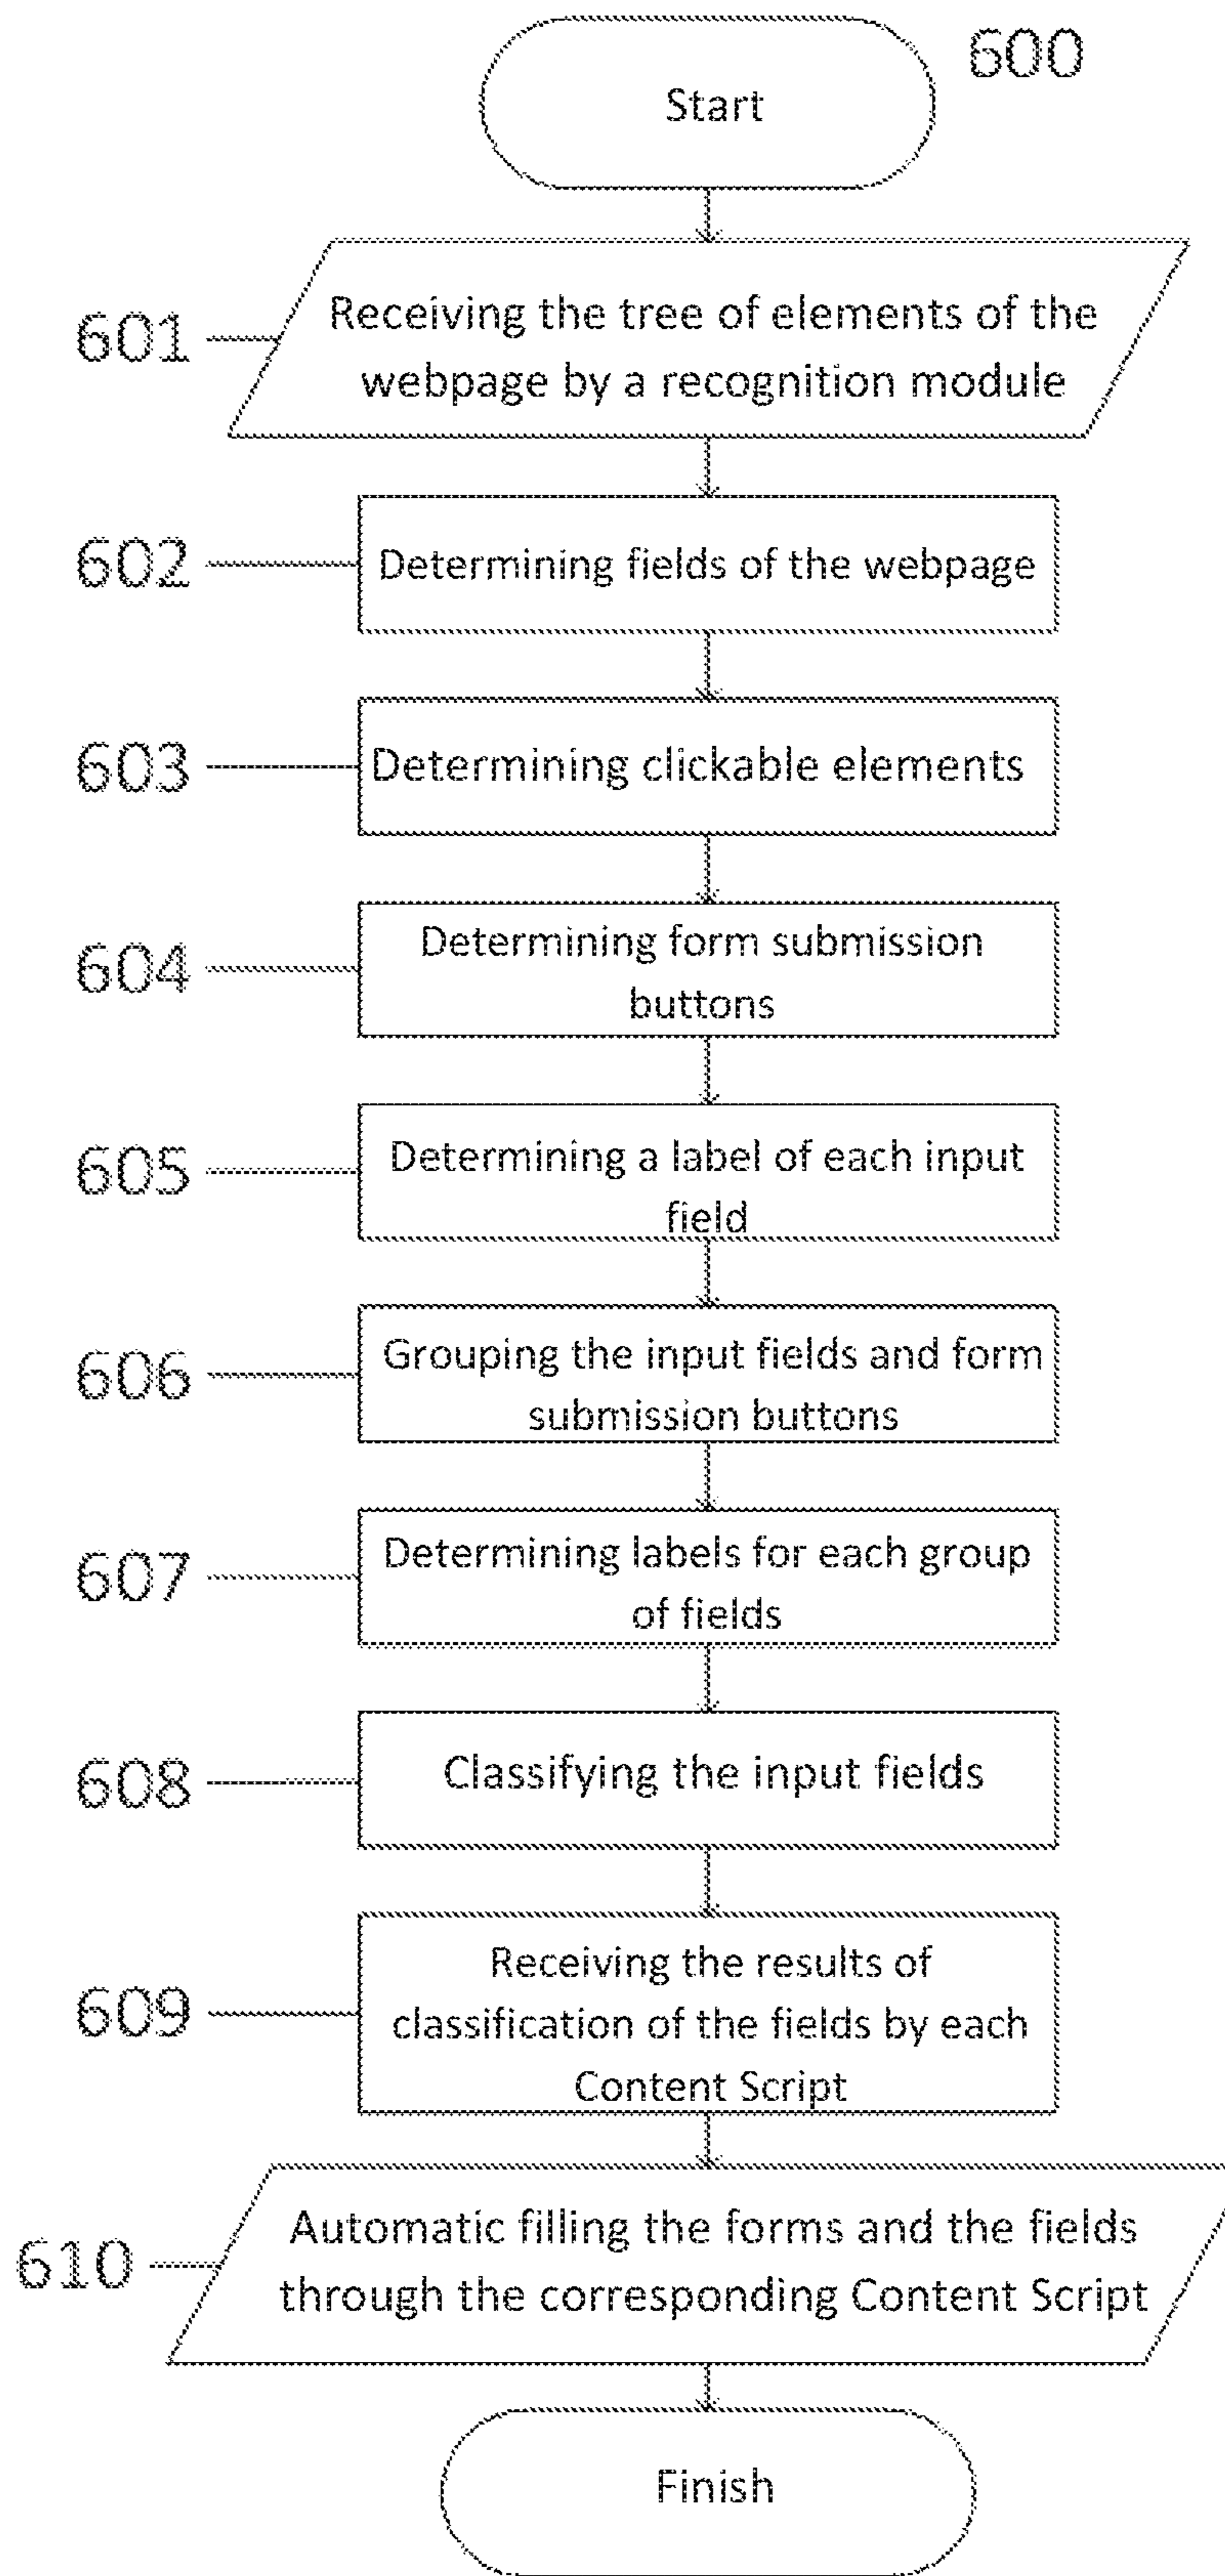 600
Start
601
Receiving the tree of elements of the
webpage by a recognition module
602
Determining fields of the webpage
603
Determining clickable elements
604
Determining form submission
buttons
605
Determining a label of each input
field
606
Grouping the input fields and form
submission buttons
607
Determining labels for each group
of fields
608
Classifying the input fields
609
Receiving the results of
classification of the fields by each
Content Script
610
Automatic filling the forms and the fields
through the corresponding Content Script
Finish